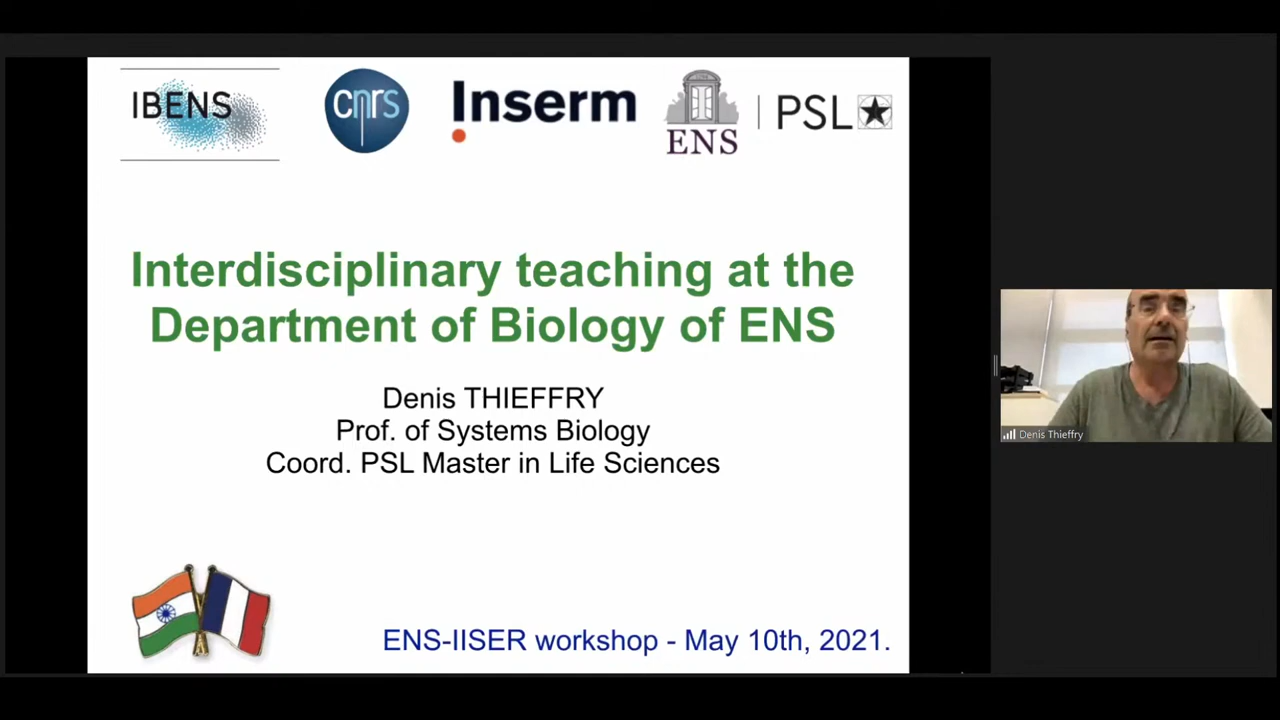 IBENS
cnrs
Inserm
ENS
PSL
Interdisciplinary teaching at the
Department of Biology of ENS
Denis THIEFFRY
Prof. of Systems Biology
Coord. PSL Master in Life Sciences
Denis Thieffry
ENS-IISER workshop - May 10th, 2021.